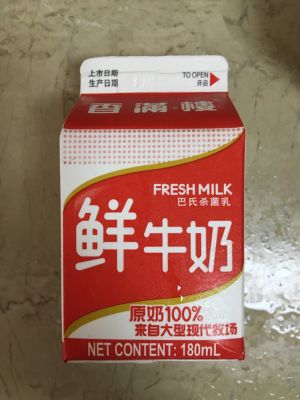 上市日期
生产日期
TO OPEN
开启
香满楼
FRESH MILK
巴氏杀菌乳
鲜牛奶
原奶100%
来自大型现代牧场
NET CONTENT: 180mL